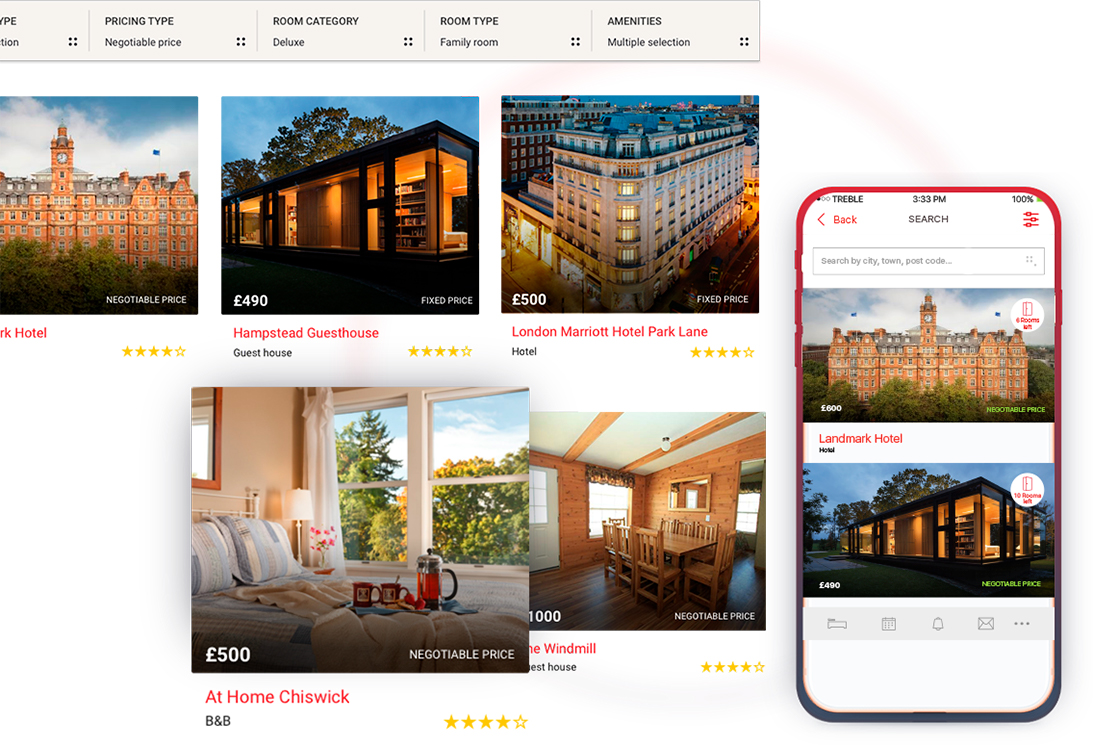 YPE
tion
PRICING TYPE
Negotiable price
ROOM CATEGORY
Deluxe
ROOM TYPE
Family room
AMENITIES
Multiple selection
NEGOTIABLE PRICE
rk Hotel
£490
FIXED PRICE
Hampstead Guesthouse
Guest house
£500
FIXED PRICE
London Marriott Hotel Park Lane
Hotel
£500
NEGOTIABLE PRICE
At Home Chiswick
B&B
1000
NEGOTIABLE PRICE
ne Windmill
uest house
TREBLE
3:33 PM
100%
Back
SEARCH
Search by city, town, post code...
6 Rooms
left
£600
NEGOTIABLE PRICE
Landmark Hotel
Hotel
10 Rooms
left
£490
NEGOTIABLE PRICE